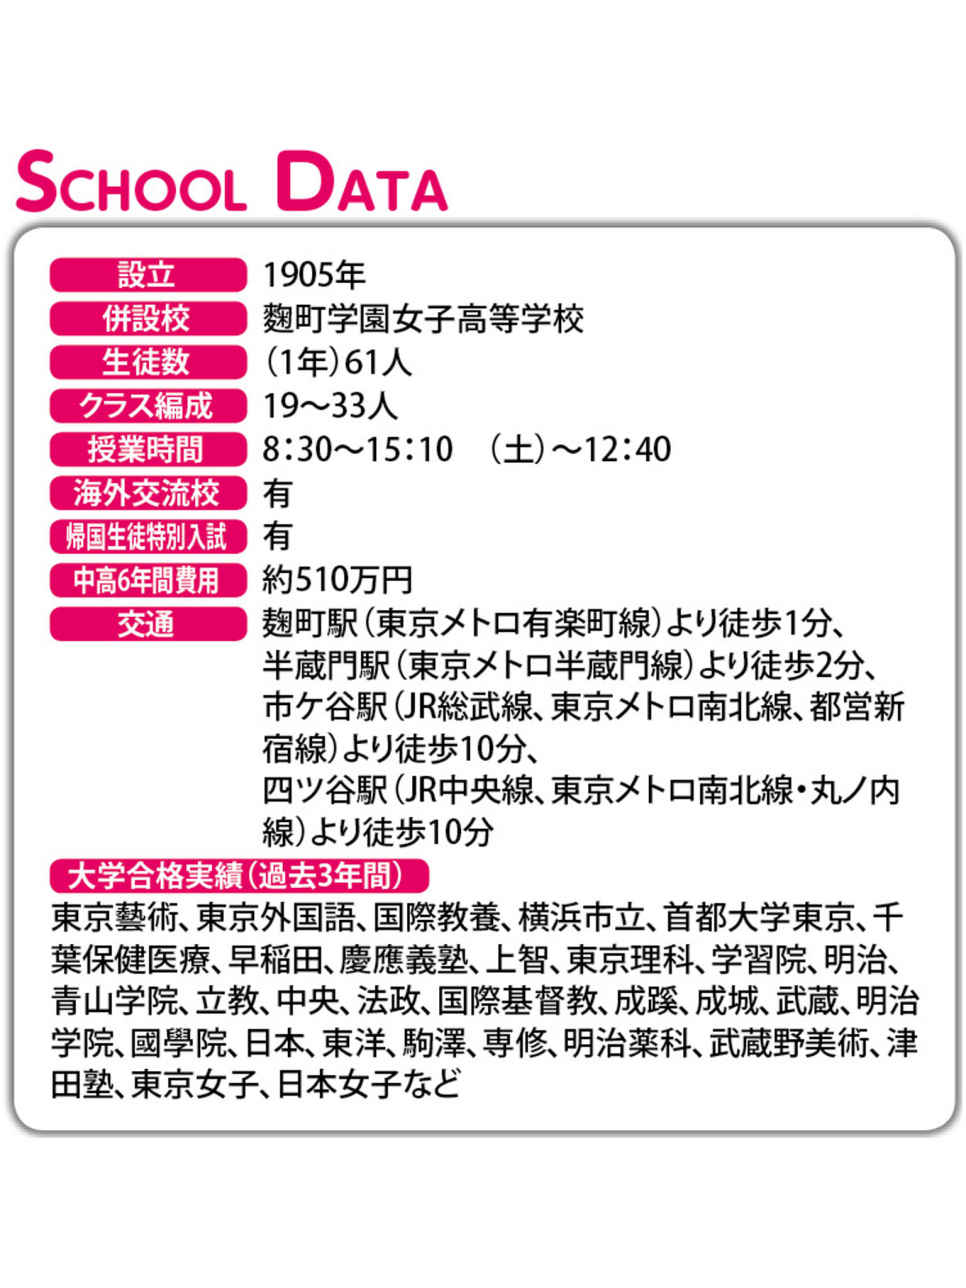 SCHOOL DATA
設立 1905年
併設校 麴町学園女子高等学校
生徒数 （1年）61人
クラス編成 19〜33人
授業時間 8：30〜15：10　（土）〜12：40
海外交流校 有
帰国生徒特別入試 有
中高6年間費用 約510万円
交通 麴町駅（東京メトロ有楽町線）より徒歩1分、
半蔵門駅（東京メトロ半蔵門線）より徒歩2分、
市ケ谷駅（JR総武線、東京メトロ南北線、都営新
宿線）より徒歩10分、
四ツ谷駅（JR中央線、東京メトロ南北線・丸ノ内
線）より徒歩10分
大学合格実績（過去3年間）
東京藝術、東京外国語、国際教養、横浜市立、首都大学東京、千
葉保健医療、早稲田、慶應義塾、上智、東京理科、学習院、明治、
青山学院、立教、中央、法政、国際基督教、成蹊、成城、武蔵、明治
学院、國學院、日本、東洋、駒澤、専修、明治薬科、武蔵野美術、津
田塾、東京女子、日本女子など